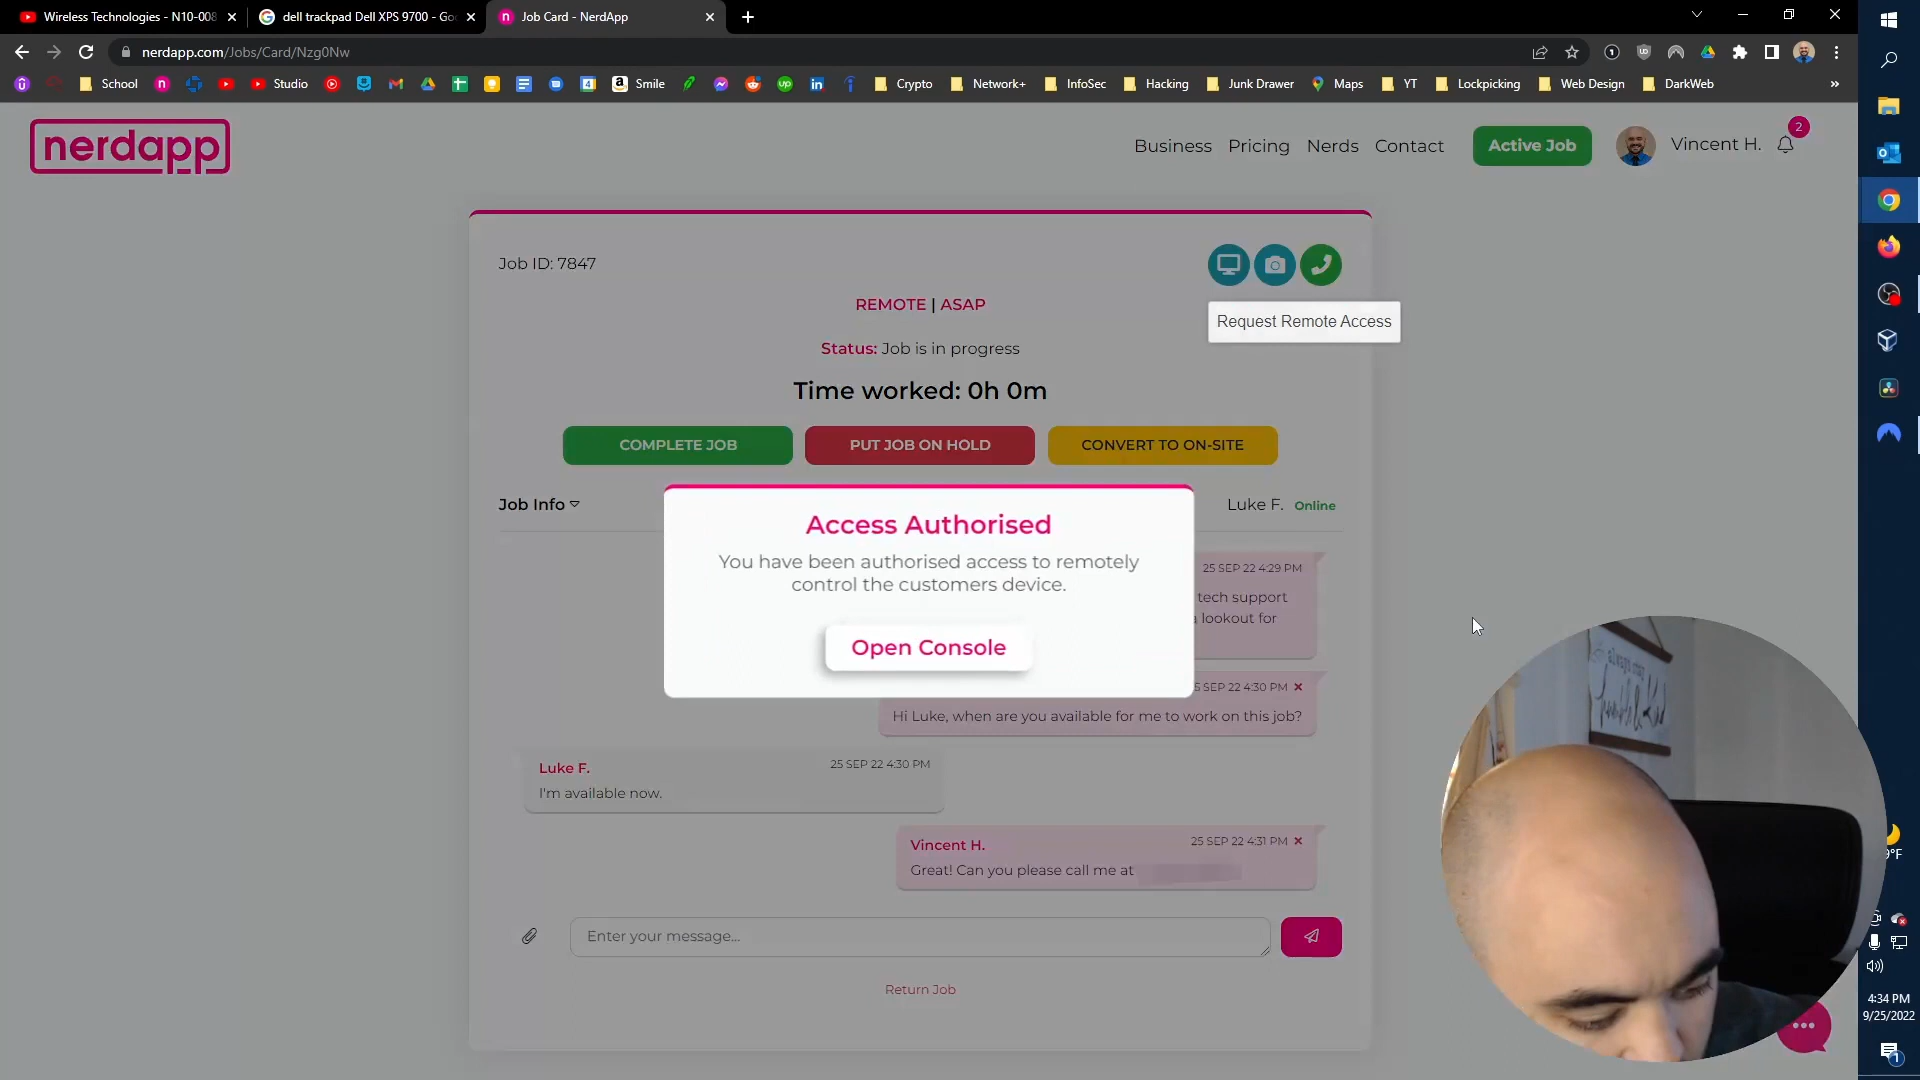 Wireless Technologies - N10-008
dell trackpad Dell XPS 9700 - Goo
Job Card - NerdApp
nerdapp.com/Jobs/Card/Nzg0Nw
School
Studio
Smile
Crypto
Network+
InfoSec
Hacking
Junk Drawer
Maps
YT
Lockpicking
Web Design
DarkWeb
nerdapp
Business Pricing Nerds Contact
Active Job
Vincent H.
2
Job ID: 7847
REMOTE | ASAP
Request Remote Access
Status: Job is in progress
Time worked: 0h 0m
COMPLETE JOB
PUT JOB ON HOLD
CONVERT TO ON-SITE
Job Info
Luke F. Online
Access Authorised
You have been authorised access to remotely
control the customers device.
Open Console
25 SEP 22 4:29 PM
tech support
lookout for
SEP 22 4:30 PM
Hi Luke, when are you available for me to work on this job?
Luke F.
25 SEP 22 4:30 PM
I'm available now.
Vincent H.
25 SEP 22 4:31 PM
Great! Can you please call me at
Enter your message...
Return Job
4:34 PM
9/25/2022
1